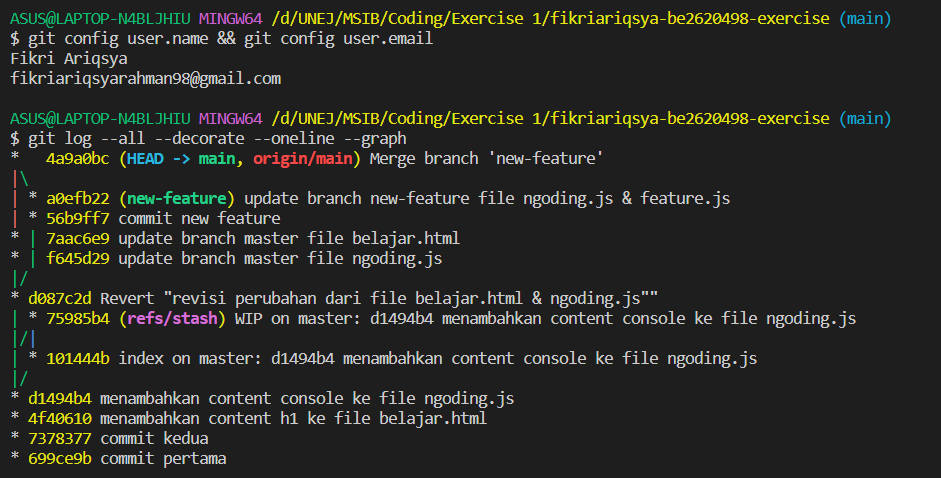 ASUS@LAPTOP-N4BLJHIU MINGW64 /d/UNEJ/MSIB/Coding/Exercise 1/fikriariqsya-be2620498-exercise (main)
$ git config user.name && git config user.email
Fikri Ariqsya
fikriariqsyarahman98@gmail.com

ASUS@LAPTOP-N4BLJHIU MINGW64 /d/UNEJ/MSIB/Coding/Exercise 1/fikriariqsya-be2620498-exercise (main)
$ git log --all --decorate --oneline --graph
*   4a9a0bc (HEAD -> main, origin/main) Merge branch 'new-feature'
|\
| * a0efb22 (new-feature) update branch new-feature file ngoding.js & feature.js
| * 56b9ff7 commit new feature
* | 7aac6e9 update branch master file belajar.html
* | f645d29 update branch master file ngoding.js
|/
* d087c2d Revert "revisi perubahan dari file belajar.html & ngoding.js""
| * 75985b4 (refs/stash) WIP on master: d1494b4 menambahkan content console ke file ngoding.js
|/|
| * 101444b index on master: d1494b4 menambahkan content console ke file ngoding.js
|/
* d1494b4 menambahkan content console ke file ngoding.js
* 4f40610 menambahkan content h1 ke file belajar.html
* 7378377 commit kedua
* 699ce9b commit pertama